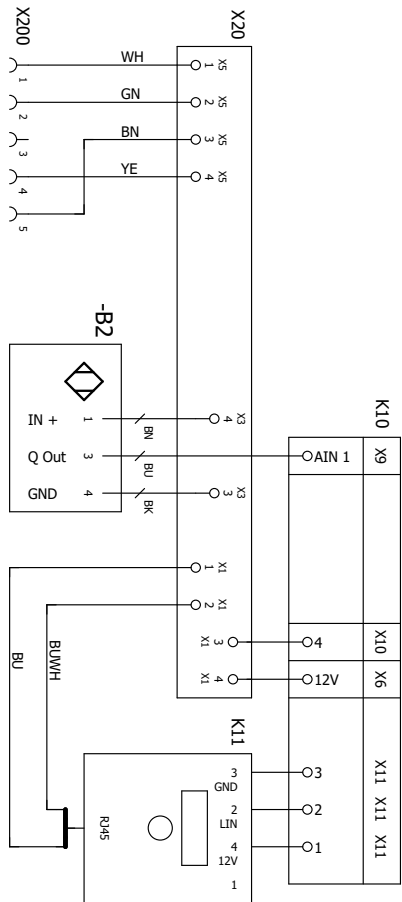 X200
X20
WH
1
1 X5
GN
2
2 X5
BN
3
3 X5
YE
4
4 X5
5
-B2
K10
IN + 1
BN
4 X3
Q Out 3
BU
AIN 1 X9
GND 4
BK
3 X3
1 X1
2 X1
X1 3
4 X10
X1 4
12V X6
BU
BUWH
K11
3
GND
3 X11
2
LIN
2 X11
4
12V
1 X11
1
RJ45